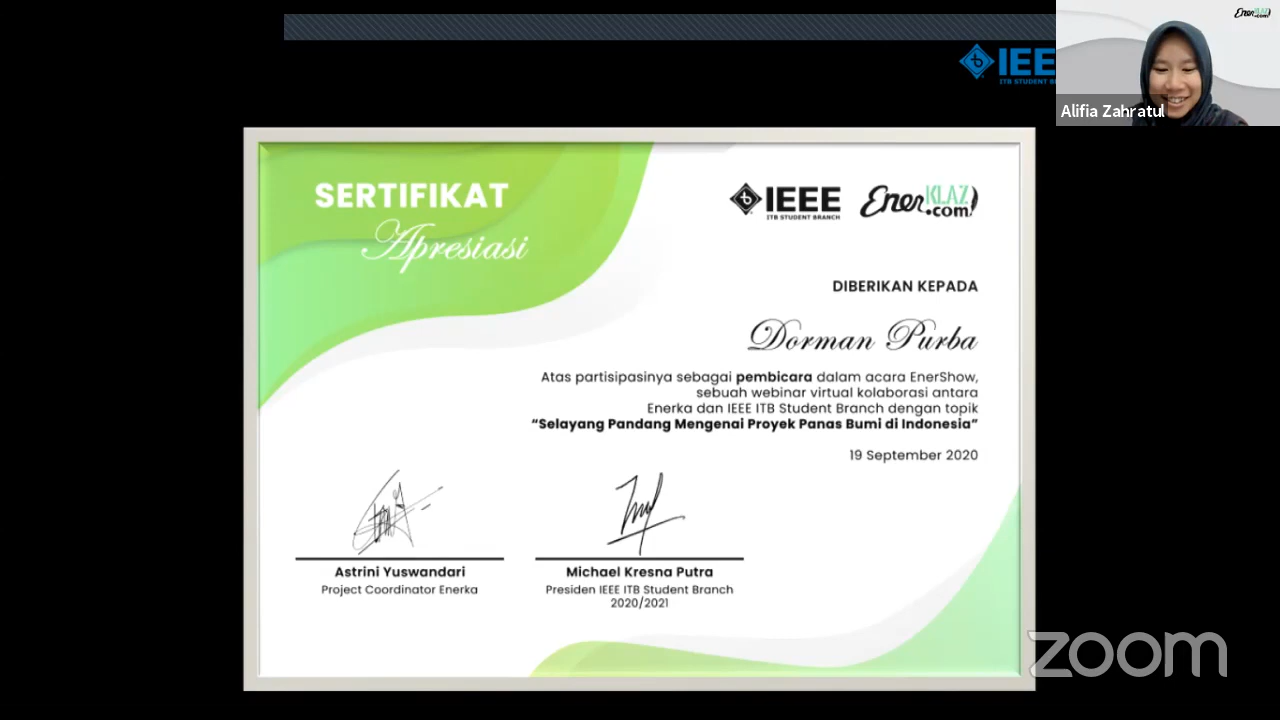 EnerKLAZ
.com
IEE
ITB STUDENT B
Alifia Zahratul
SERTIFIKAT
Apresiasi
IEEE
ITB STUDENT BRANCH
EnerKLAZ
.com
DIBERIKAN KEPADA
Dorman Purba
Atas partisipasinya sebagai pembicara dalam acara EnerShow,
sebuah webinar virtual kolaborasi antara
Enerka dan IEEE ITB Student Branch dengan topik
“Selayang Pandang Mengenai Proyek Panas Bumi di Indonesia”
19 September 2020
Astrini Yuswandari
Project Coordinator Enerka
Michael Kresna Putra
Presiden IEEE ITB Student Branch
2020/2021
zoom